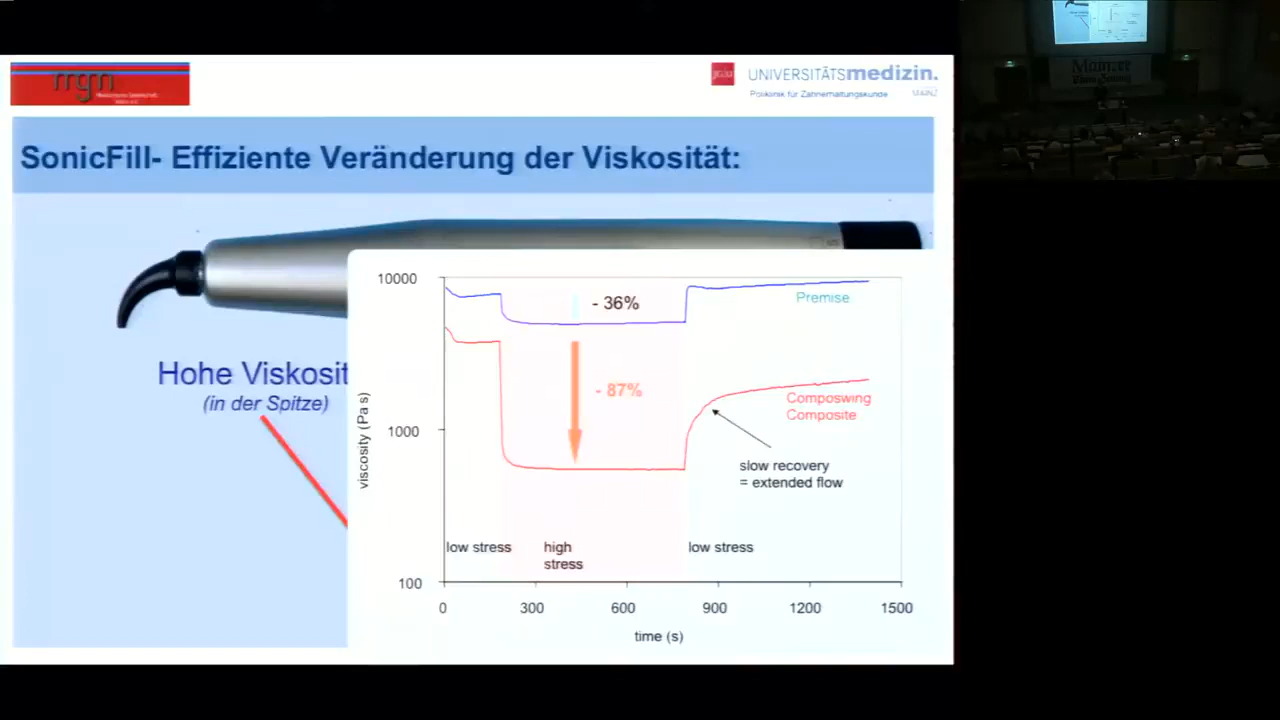 mgm
UNIVERSITÄTSmedizin.
Poliklinik für Zahnerhaltungskunde
MAINZ
SonicFill- Effiziente Veränderung der Viskosität:
Hohe Viskosit
(in der Spitze)
10000
1000
100
viscosity (Pa s)
- 36%
- 87%
Premise
Composwing
Composite
slow recovery
= extended flow
low stress
high
stress
low stress
0
300
600
900
1200
1500
time (s)